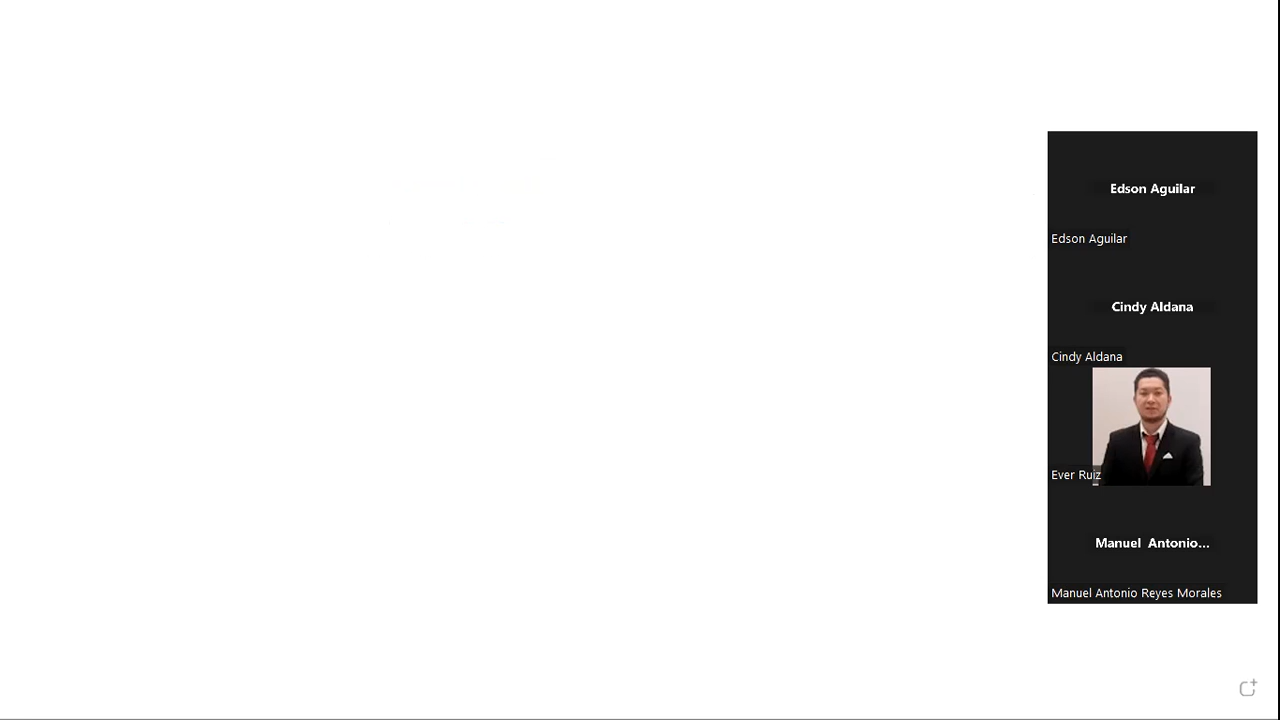 Edson Aguilar
Edson Aguilar
Cindy Aldana
Cindy Aldana
Ever Ruiz
Manuel Antonio...
Manuel Antonio Reyes Morales